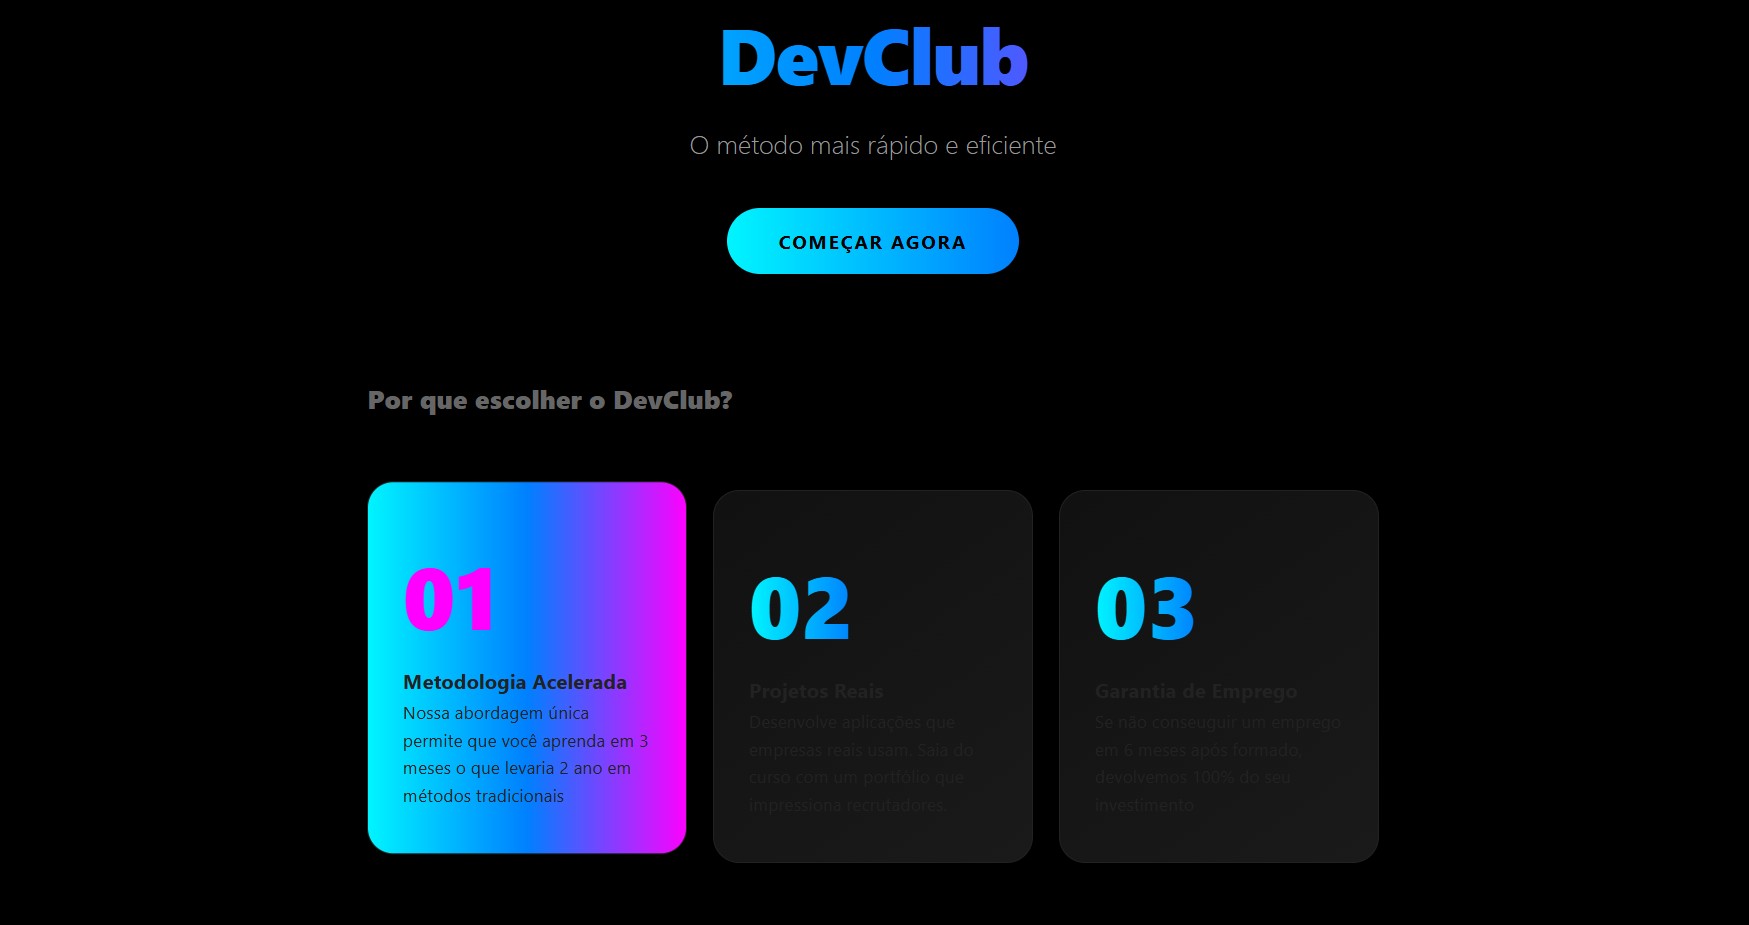 DevClub
O método mais rápido e eficiente
COMEÇAR AGORA
Por que escolher o DevClub?
01
Metodologia Acelerada
Nossa abordagem única
permite que você aprenda em 3
meses o que levaria 2 ano em
métodos tradicionais
02
Projetos Reais
Desenvolve aplicações que
empresas reais usam. Saia do
curso com um portfólio que
impressiona recrutadores.
03
Garantia de Emprego
Se não conseuguir um emprego
em 6 meses após formado,
devolvemos 100% do seu
investimento